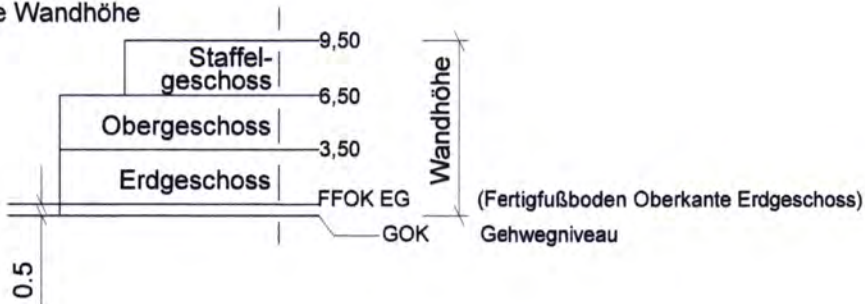 e Wandhöhe
9,50
Staffel-
geschoss
6,50
Obergeschoss
3,50
Erdgeschoss
Wandhöhe
FFOK EG (Fertigfußboden Oberkante Erdgeschoss)
GOK Gehwegniveau
0.5